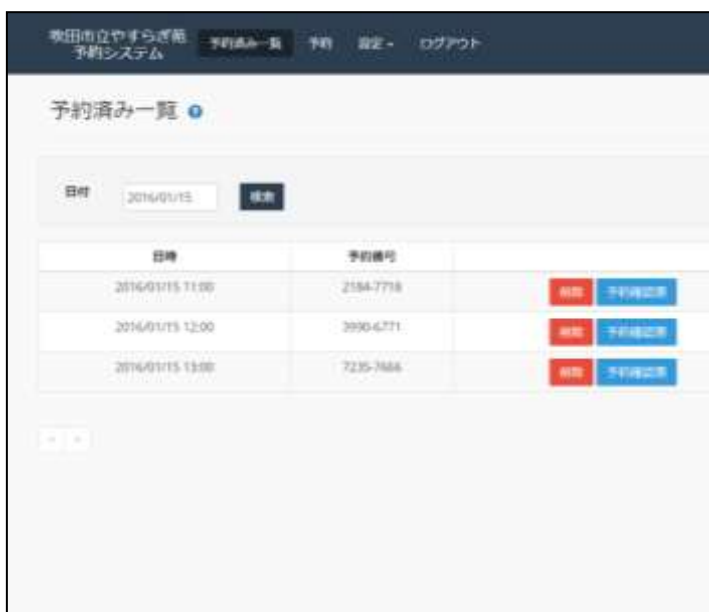 吹田市立やすらぎ苑
予約システム
予約済み一覧 予約 設定 ログアウト
予約済み一覧
日付 2016/01/15 検索
日時 予約番号
2016/01/15 11:00 2184-7718 削除 予約確認票
2016/01/15 12:00 3990-6771 削除 予約確認票
2016/01/15 13:00 7235-7666 削除 予約確認票